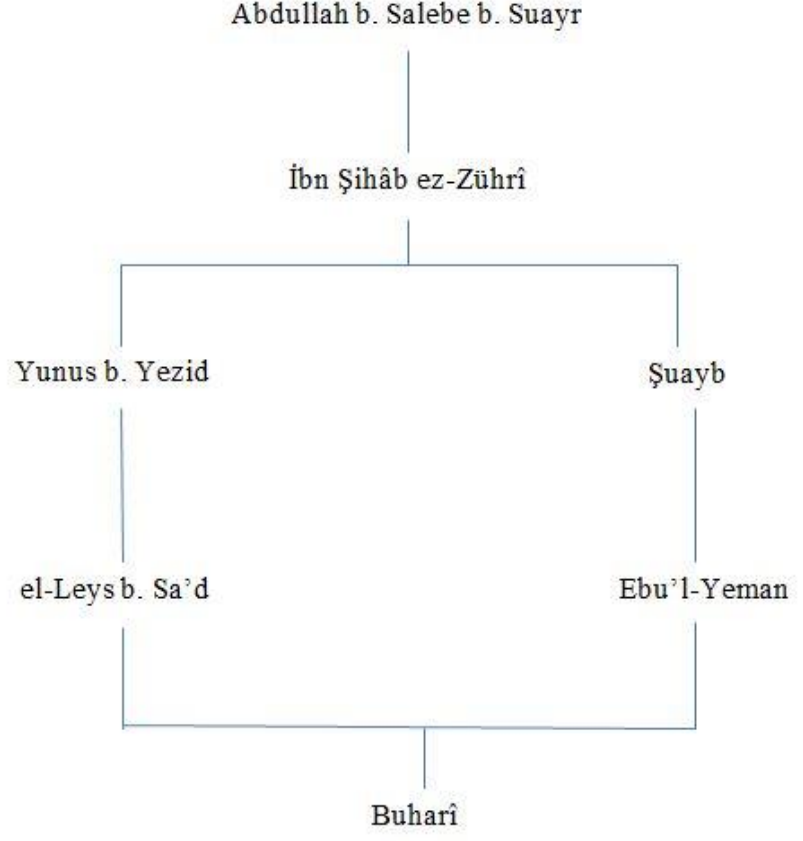 Abdullah b. Salebe b. Suayr
İbn Şihâb ez-Zührî
Yunus b. Yezid
Şuayb
el-Leys b. Sa’d
Ebu’l-Yeman
Buharî